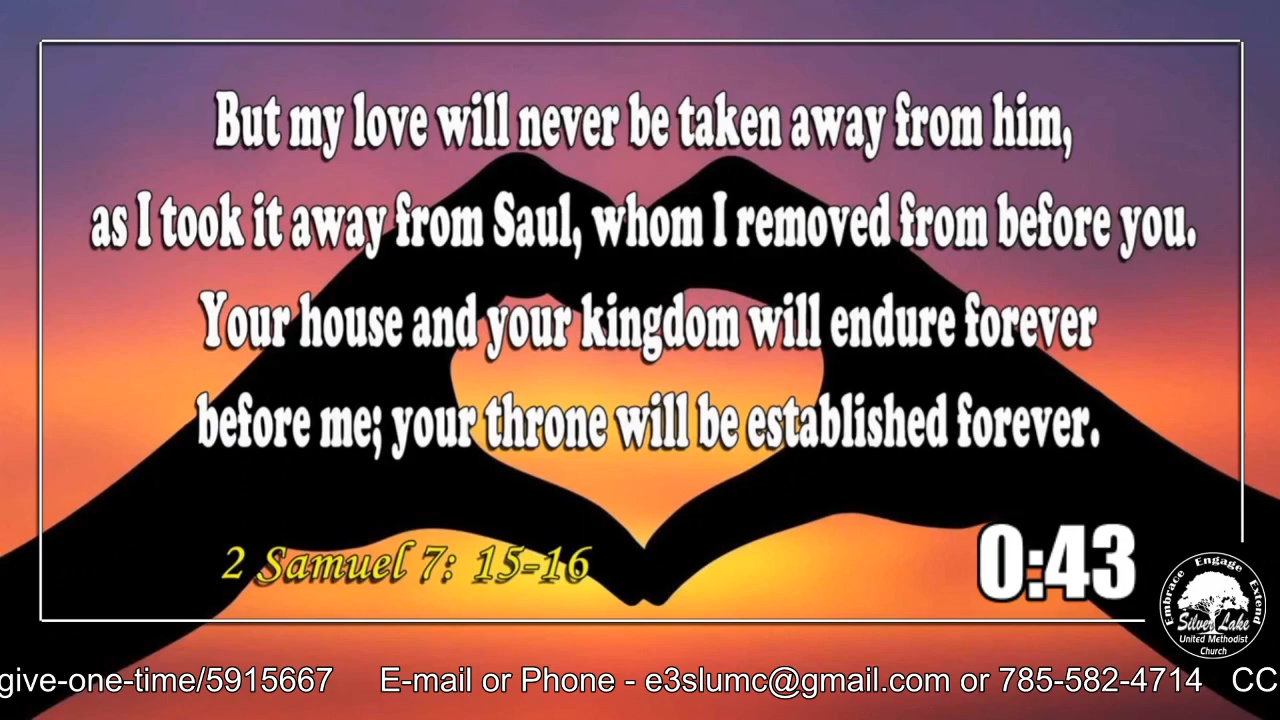 But my love will never be taken away from him,
as I took it away from Saul, whom I removed from before you.
Your house and your kingdom will endure forever
before me; your throne will be established forever.
2 Samuel 7: 15-16
0:43
Embrace Engage Extend
Silver Lake
United Methodist
Church
give-one-time/5915667 E-mail or Phone - e3slumc@gmail.com or 785-582-4714 CC